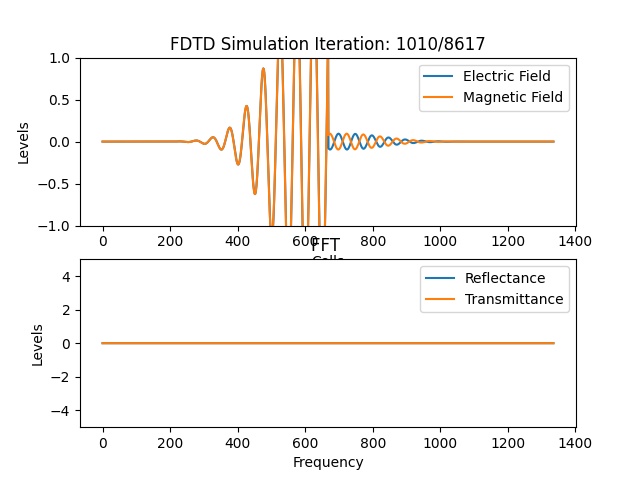 FDTD Simulation Iteration: 1010/8617
1.0
0.5
0.0
−0.5
−1.0
Levels
Electric Field
Magnetic Field
0 200 400 600 800 1000 1200 1400
FFT
4
2
0
−2
−4
Levels
Reflectance
Transmittance
0 200 400 600 800 1000 1200 1400
Frequency